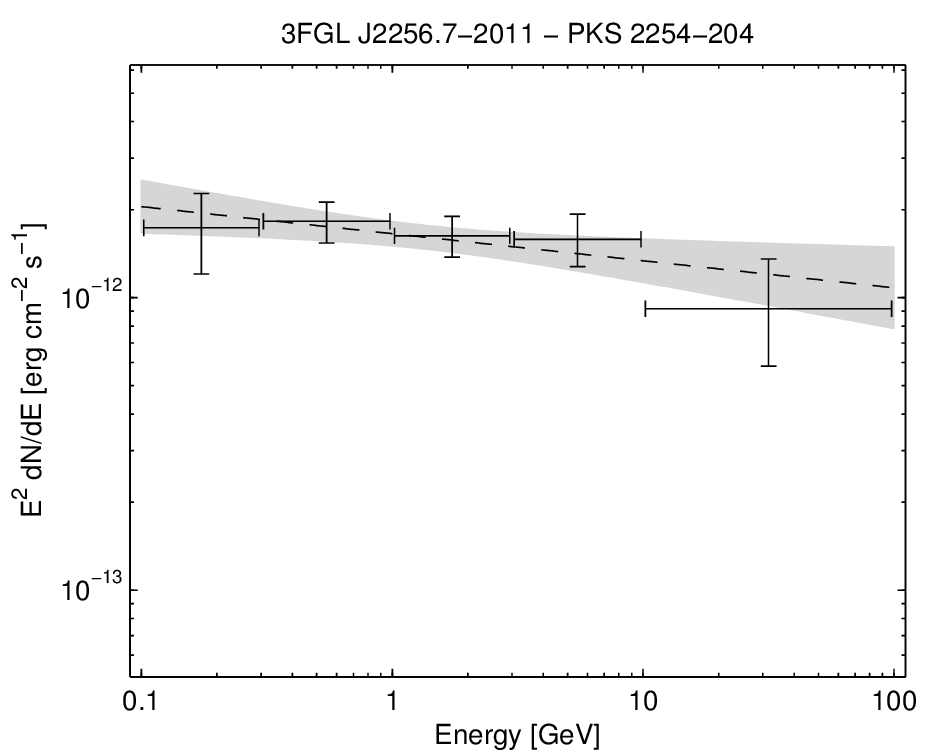 3FGL J2256.7−2011 − PKS 2254−204
E² dN/dE [erg cm⁻² s⁻¹]
10⁻¹²
10⁻¹³
0.1 1 10 100
Energy [GeV]